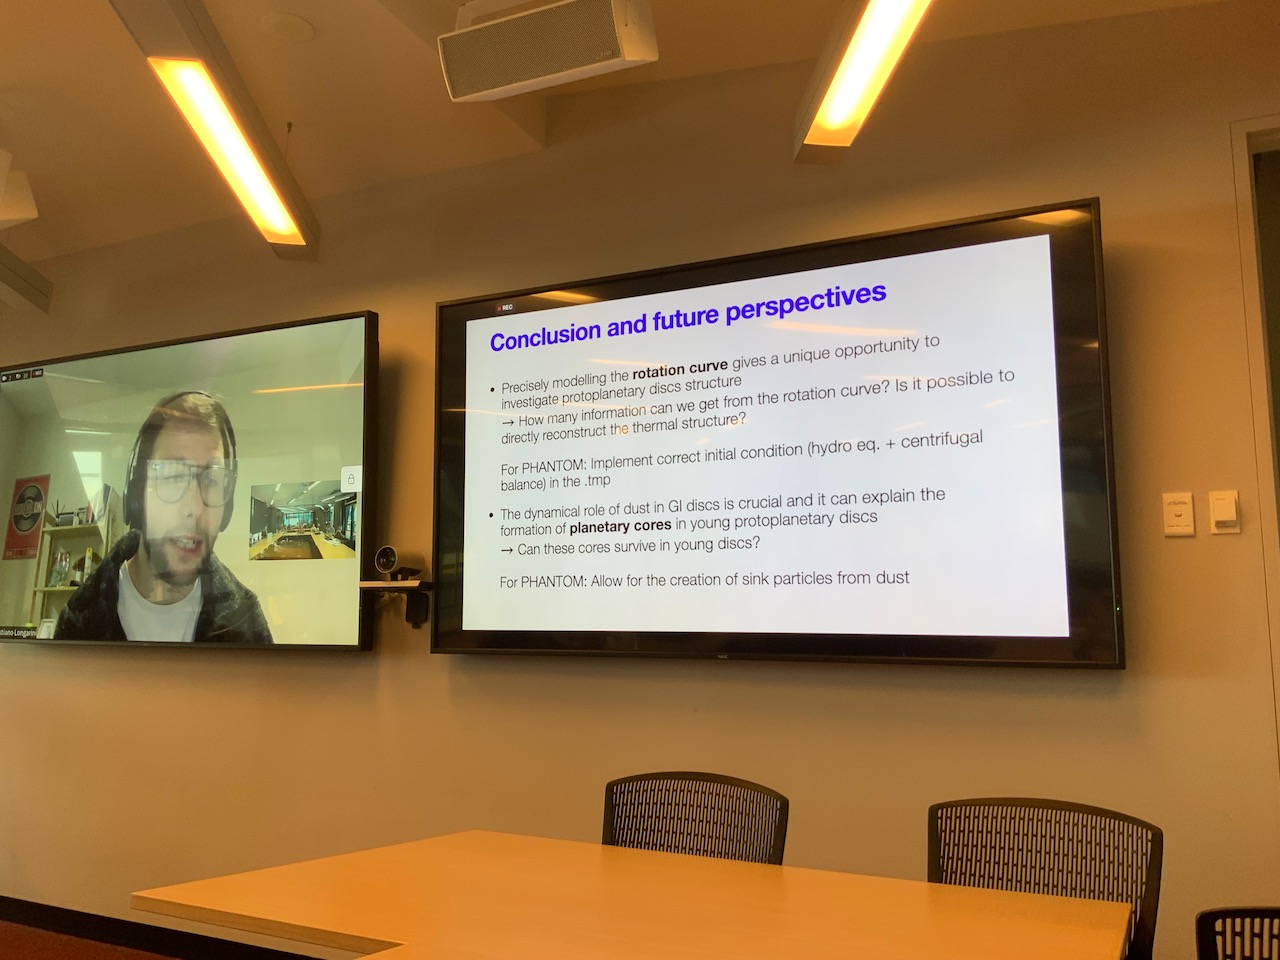 REC
Conclusion and future perspectives
• Precisely modelling the rotation curve gives a unique opportunity to
investigate protoplanetary discs structure
→ How many information can we get from the rotation curve? Is it possible to
directly reconstruct the thermal structure?
For PHANTOM: Implement correct initial condition (hydro eq. + centrifugal
balance) in the .tmp
• The dynamical role of dust in GI discs is crucial and it can explain the
formation of planetary cores in young protoplanetary discs
→ Can these cores survive in young discs?
For PHANTOM: Allow for the creation of sink particles from dust
NEC
REC